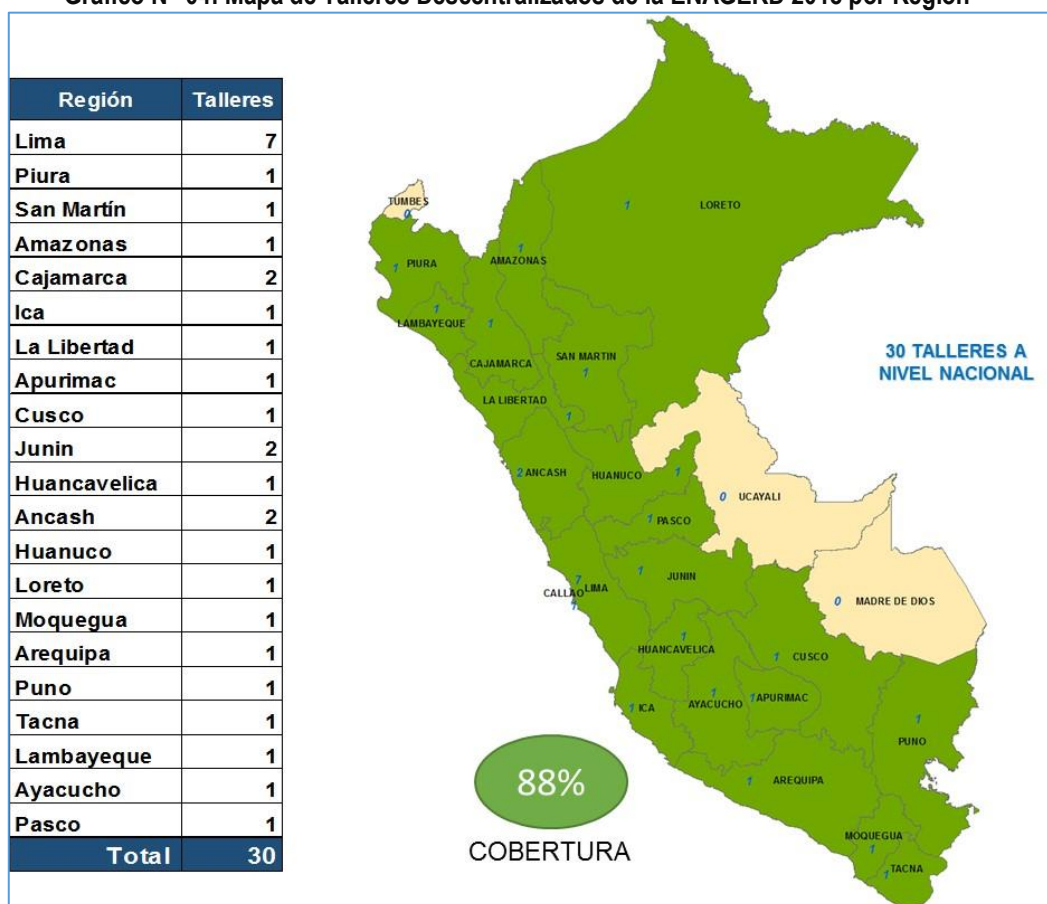 Región Talleres
Lima 7
Piura 1
San Martín 1
Amazonas 1
Cajamarca 2
Ica 1
La Libertad 1
Apurimac 1
Cusco 1
Junin 2
Huancavelica 1
Ancash 2
Huanuco 1
Loreto 1
Moquegua 1
Arequipa 1
Puno 1
Tacna 1
Lambayeque 1
Ayacucho 1
Pasco 1
Total 30
TUMBES
0
1 LORETO
1
AMAZONAS
1 PIURA
1
LAMBAYEQUE
1
CAJAMARCA
SAN MARTIN
1
LA LIBERTAD
1
30 TALLERES A
NIVEL NACIONAL
2 ANCASH
HUANUCO 1
0 UCAYALI
1 PASCO
1 JUNIN
7
LIMA
CALLAO
1
0 MADRE DE DIOS
1
HUANCAVELICA
1 CUSCO
1
AYACUCHO
1 APURIMAC
1 ICA
1
PUNO
1 AREQUIPA
MOQUEGUA
1
1 TACNA
88%
COBERTURA